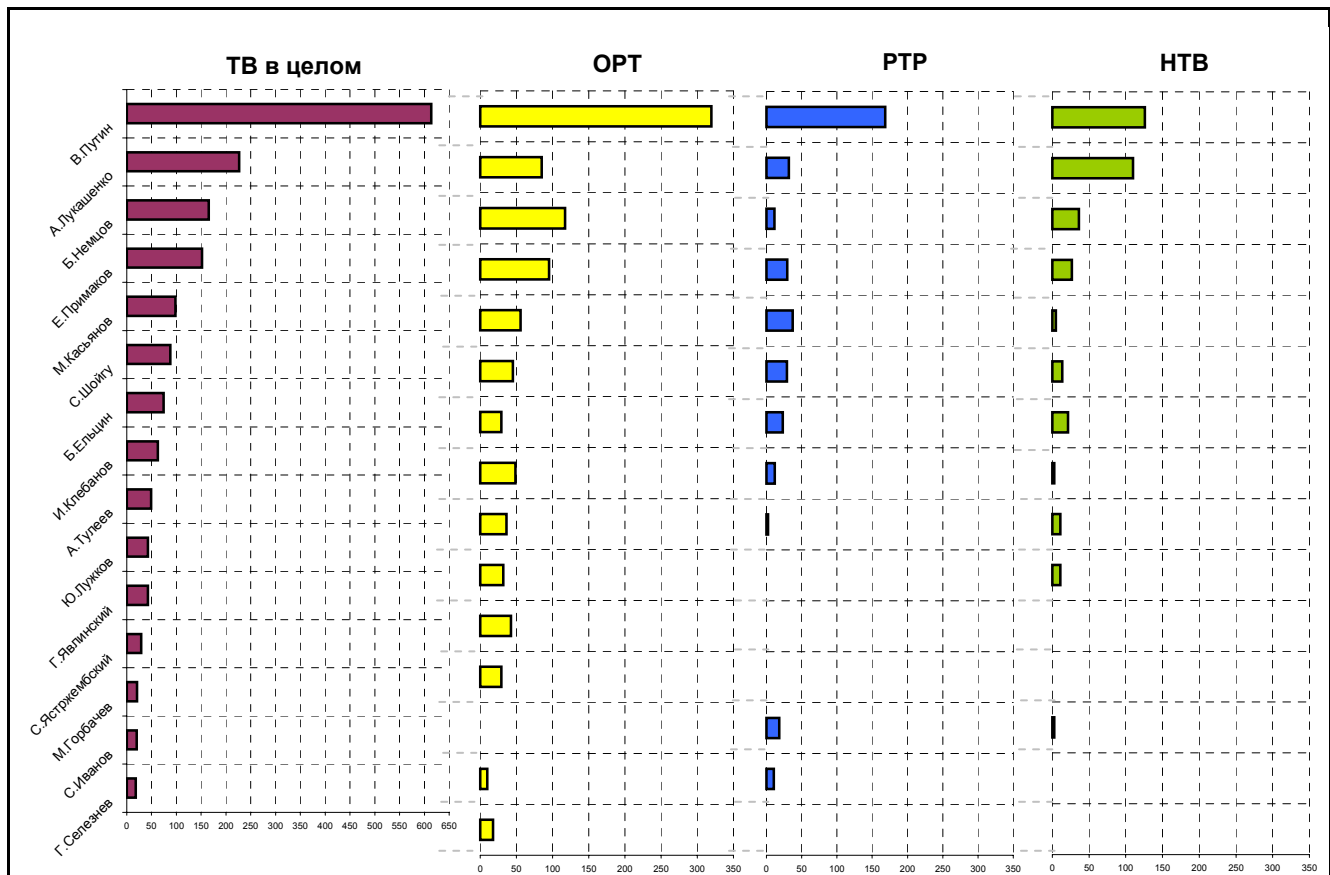 ТВ в целом
ОРТ
РТР
НТВ
В.Путин
А.Лукашенко
Б.Немцов
Е.Примаков
М.Касьянов
С.Шойгу
Б.Ельцин
И.Клебанов
А.Тулеев
Ю.Лужков
Г.Явлинский
С.Ястржембский
М.Горбачев
С.Иванов
Г.Селезнев
0 50 100 150 200 250 300 350 400 450 500 550 600 650
0 50 100 150 200 250 300 350
0 50 100 150 200 250 300 350
0 50 100 150 200 250 300 350